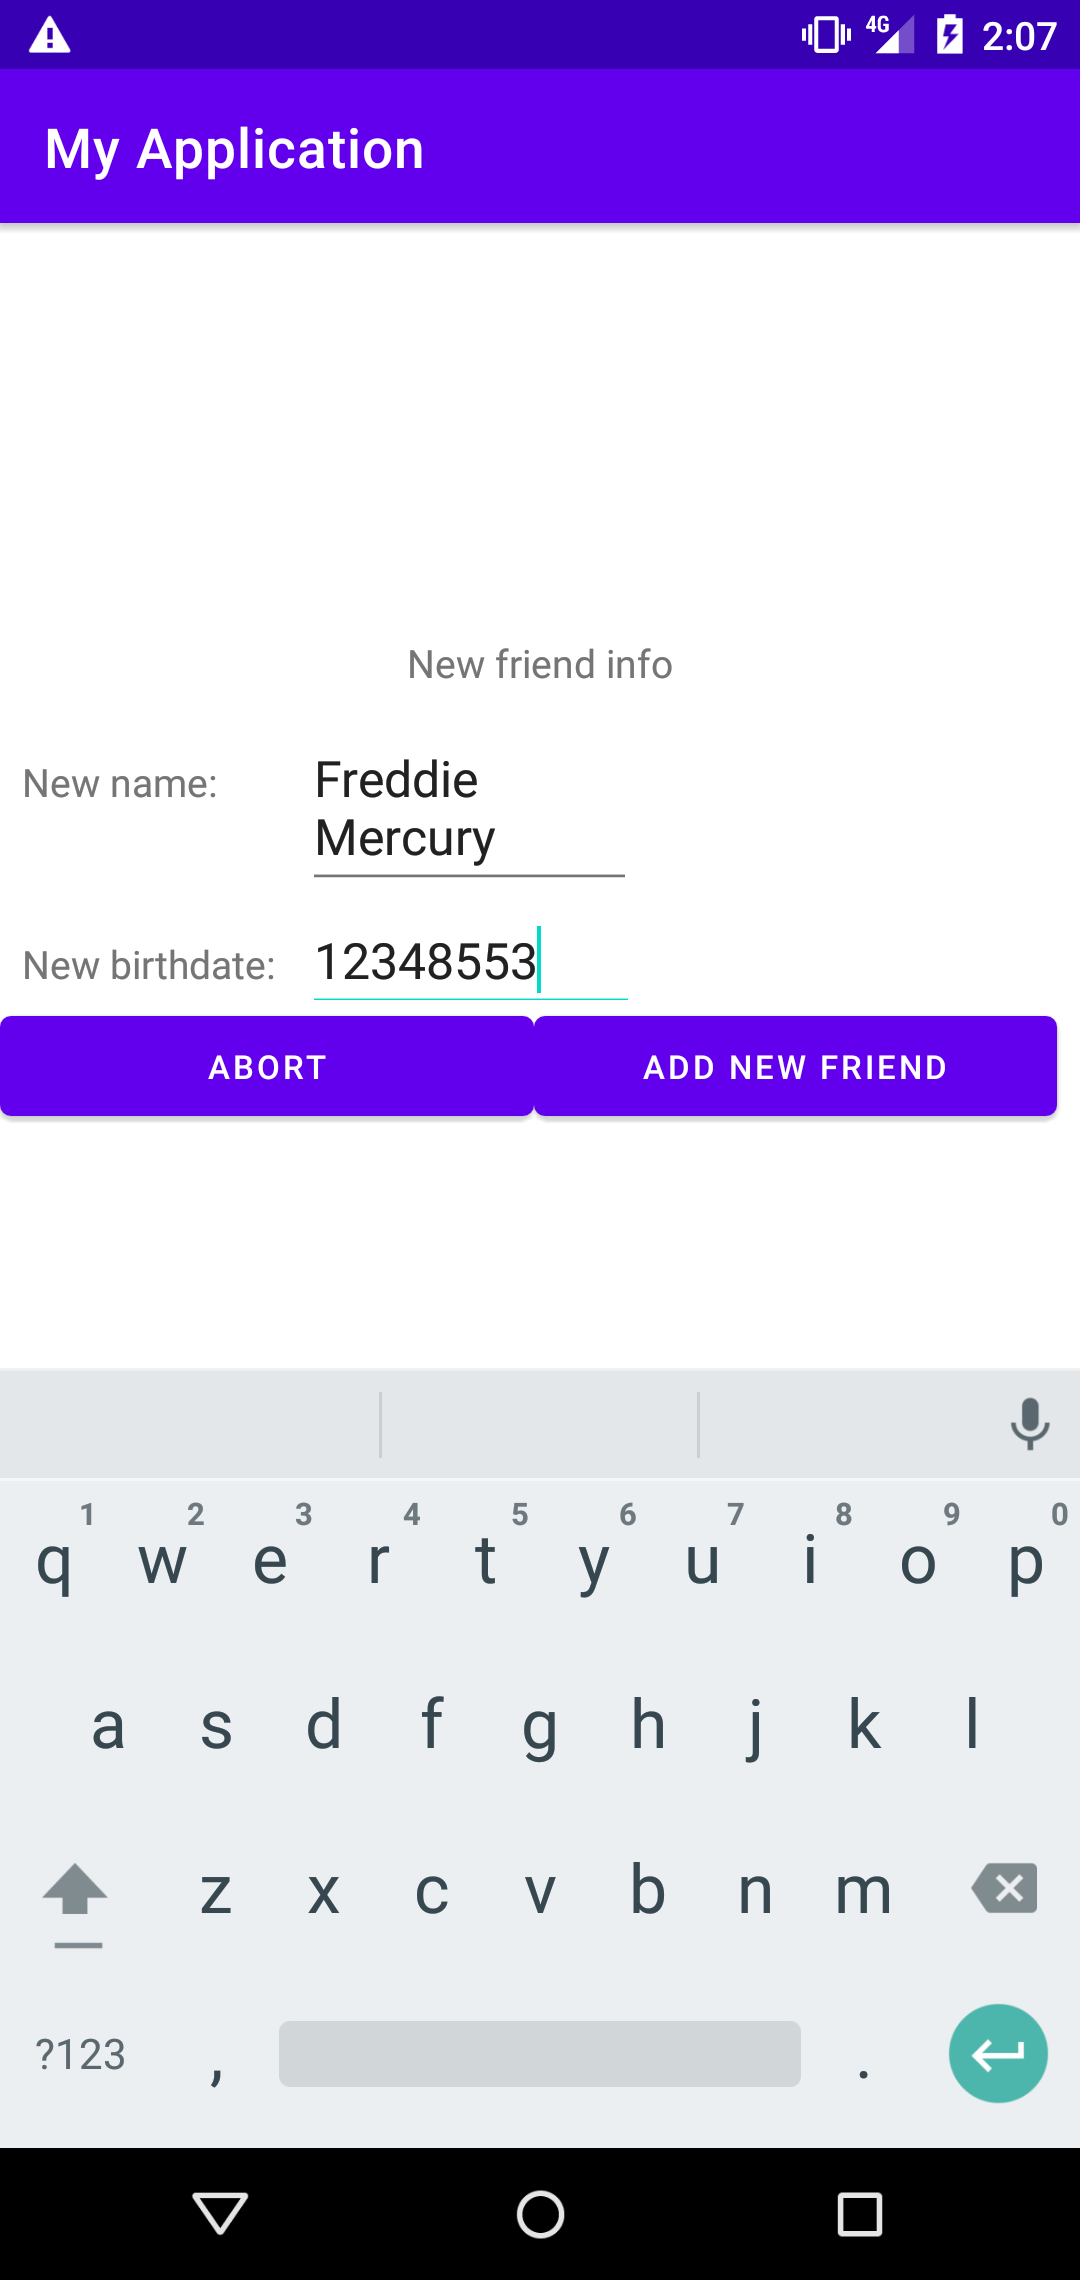 4G 2:07
My Application
New friend info
New name: Freddie
Mercury
New birthdate: 12348553
ABORT ADD NEW FRIEND
1 2 3 4 5 6 7 8 9 0
q w e r t y u i o p
a s d f g h j k l
z x c v b n m
?123 , .